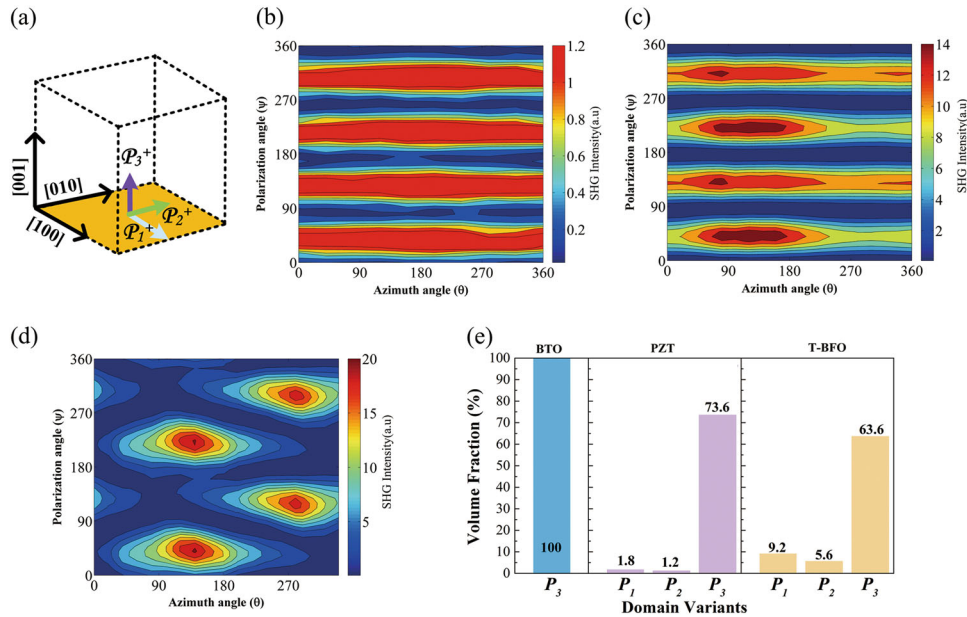 (a)
[001]
[010]
[100]
P3+
P2+
P1+
(b)
360
270
180
90
0
Polarization angle (ψ)
0 90 180 270 360
Azimuth angle (θ)
1.2
1
0.8
0.6
0.4
0.2
SHG Intensity(a.u)
(c)
360
270
180
90
0
Polarization angle (ψ)
0 90 180 270 360
Azimuth angle (θ)
14
12
10
8
6
4
2
SHG Intensity(a.u)
(d)
360
270
180
90
0
Polarization angle (ψ)
0 90 180 270
Azimuth angle (θ)
20
15
10
5
SHG Intensity(a.u)
(e)
BTO PZT T-BFO
100
90
80
70
60
50
40
30
20
10
0
Volume Fraction (%)
100
1.8
1.2
73.6
9.2
5.6
63.6
P3 P1 P2 P3 P1 P2 P3
Domain Variants